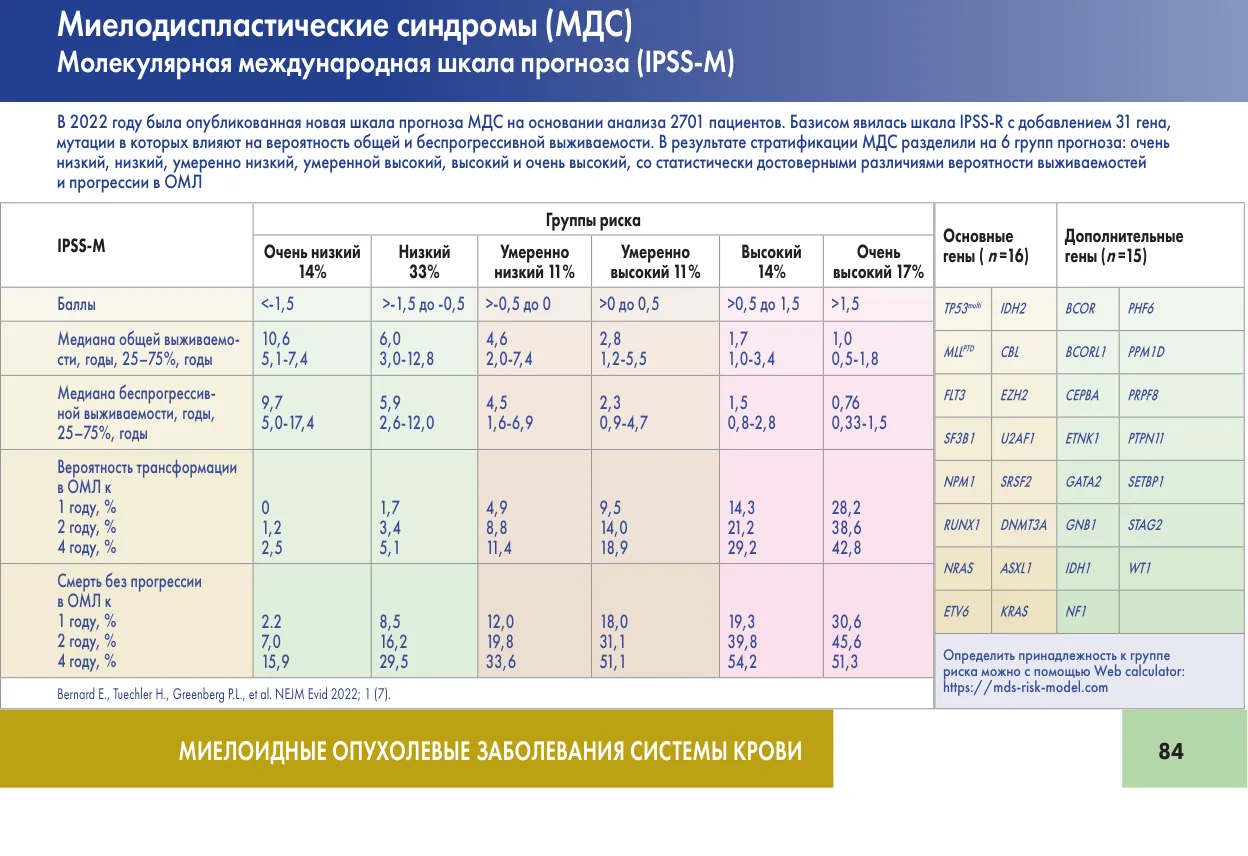 Миелодиспластические синдромы (МДС)
Молекулярная международная шкала прогноза (IPSS-M)
В 2022 году была опубликованная новая шкала прогноза МДС на основании анализа 2701 пациентов. Базисом явилась шкала IPSS-R с добавлением 31 гена,
мутации в которых влияют на вероятность общей и беспрогрессивной выживаемости. В результате стратификации МДС разделили на 6 групп прогноза: очень
низкий, низкий, умеренно низкий, умеренной высокий, высокий и очень высокий, со статистически достоверными различиями вероятности выживаемостей
и прогрессии в ОМЛ
IPSS-M
Группы риска
Очень низкий
14%
Низкий
33%
Умеренно
низкий 11%
Умеренно
высокий 11%
Высокий
14%
Очень
высокий 17%
Баллы
<-1,5
>-1,5 до -0,5
>-0,5 до 0
>0 до 0,5
>0,5 до 1,5
>1,5
Медиана общей выживаемо-
сти, годы, 25–75%, годы
10,6
5,1-7,4
6,0
3,0-12,8
4,6
2,0-7,4
2,8
1,2-5,5
1,7
1,0-3,4
1,0
0,5-1,8
Медиана беспрогрессив-
ной выживаемости, годы,
25–75%, годы
9,7
5,0-17,4
5,9
2,6-12,0
4,5
1,6-6,9
2,3
0,9-4,7
1,5
0,8-2,8
0,76
0,33-1,5
Вероятность трансформации
в ОМЛ к
1 году, % 0 1,7 4,9 9,5 14,3 28,2
2 году, % 1,2 3,4 8,8 14,0 21,2 38,6
4 году, % 2,5 5,1 11,4 18,9 29,2 42,8
Смерть без прогрессии
в ОМЛ к
1 году, % 2.2 8,5 12,0 18,0 19,3 30,6
2 году, % 7,0 16,2 19,8 31,1 39,8 45,6
4 году, % 15,9 29,5 33,6 51,1 54,2 51,3
Bernard E., Tuechler H., Greenberg P.L., et al. NEJM Evid 2022; 1 (7).
Основные
гены ( n=16)
Дополнительные
гены (n=15)
TP53multi IDH2 BCOR PHF6
MLLPTD CBL BCORL1 PPM1D
FLT3 EZH2 CEPBA PRPF8
SF3B1 U2AF1 ETNK1 PTPN11
NPM1 SRSF2 GATA2 SETBP1
RUNX1 DNMT3A GNB1 STAG2
NRAS ASXL1 IDH1 WT1
ETV6 KRAS NF1
Определить принадлежность к группе
риска можно с помощью Web calculator:
https://mds-risk-model.com
МИЕЛОИДНЫЕ ОПУХОЛЕВЫЕ ЗАБОЛЕВАНИЯ СИСТЕМЫ КРОВИ
84